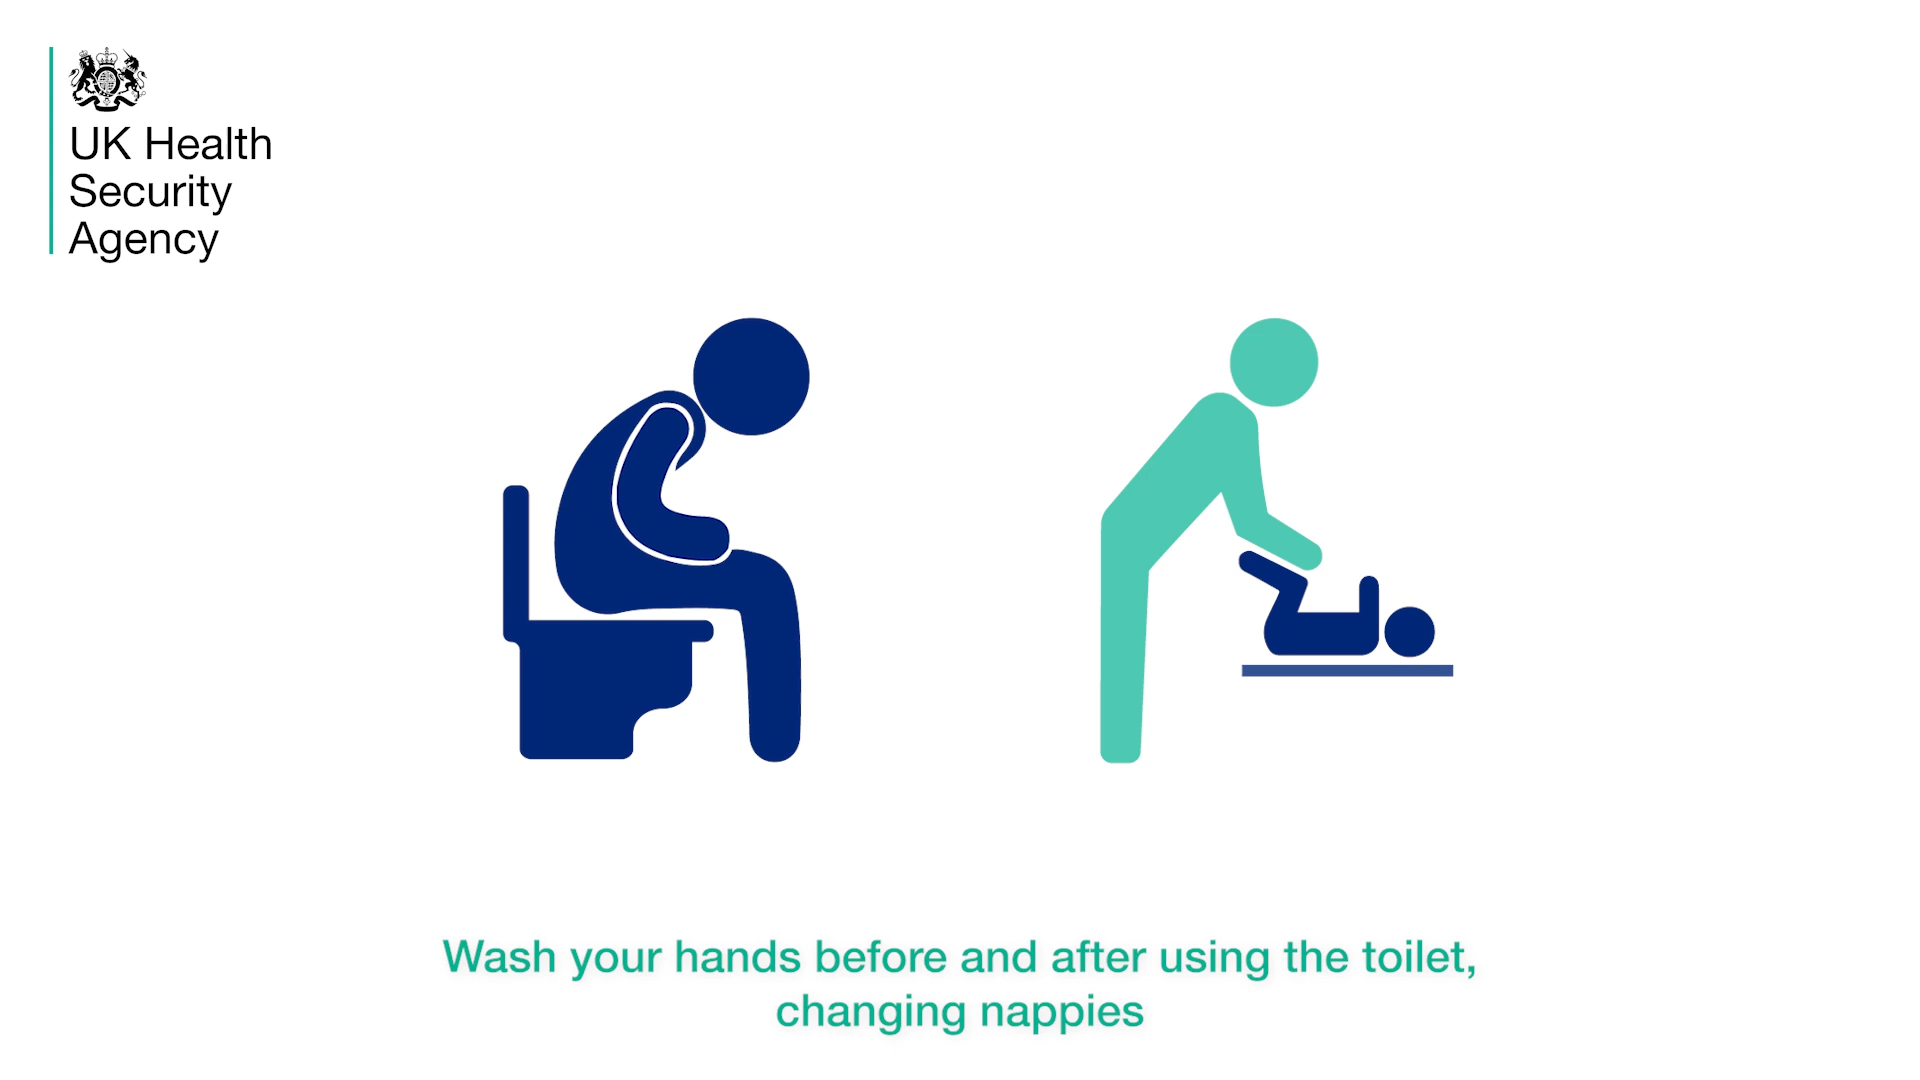 UK Health
Security
Agency
Wash your hands before and after using the toilet,
changing nappies